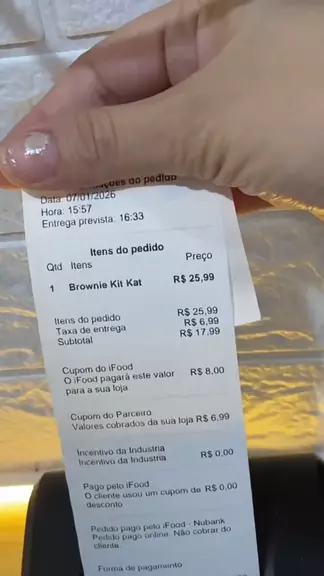 ções do pedido
Data: 07/01/2026
Hora: 15:57
Entrega prevista: 16:33
Itens do pedido
Qtd Itens Preço
1 Brownie Kit Kat R$ 25,99
Itens do pedido R$ 25,99
Taxa de entrega R$ 6,99
Subtotal R$ 17,99
Cupom do iFood
O iFood pagará este valor R$ 8,00
para a sua loja
Cupom do Parceiro
Valores cobrados da sua loja R$ 6,99
Incentivo da Industria
Incentivo da Industria R$ 0,00
Pago pelo iFood
O cliente usou um cupom de R$ 0,00
desconto
Pedido pago pelo iFood - Nubank
Pedido pago online. Não cobrar do
cliente.
Forma de pagamento